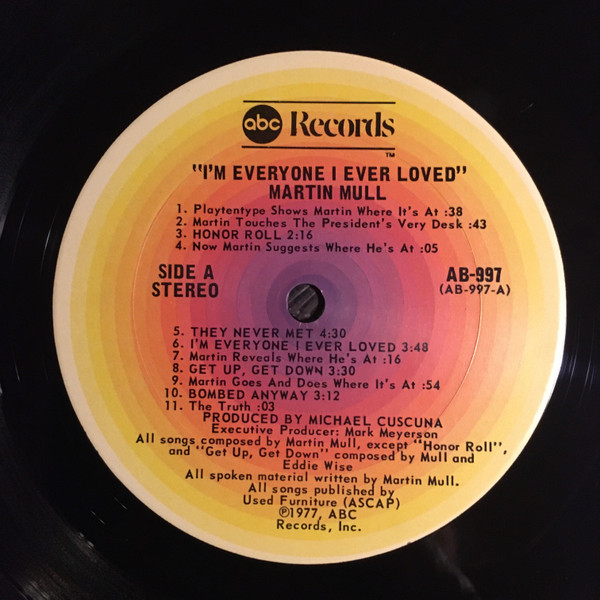 abc Records
™
"I'M EVERYONE I EVER LOVED"
MARTIN MULL
1. Playtentype Shows Martin Where It's At :38
2. Martin Touches The President's Very Desk :43
3. HONOR ROLL 2:16
4. Now Martin Suggests Where He's At :05
SIDE A
STEREO
AB-997
(AB-997-A)
5. THEY NEVER MET 4:30
6. I'M EVERYONE I EVER LOVED 3:48
7. Martin Reveals Where He's At :16
8. GET UP, GET DOWN 3:30
9. Martin Goes And Does Where It's At :54
10. BOMBED ANYWAY 3:12
11. The Truth :03
PRODUCED BY MICHAEL CUSCUNA
Executive Producer: Mark Meyerson
All songs composed by Martin Mull, except "Honor Roll",
and "Get Up, Get Down" composed by Mull and
Eddie Wise
All spoken material written by Martin Mull.
All songs published by
Used Furniture (ASCAP)
℗1977, ABC
Records, Inc.